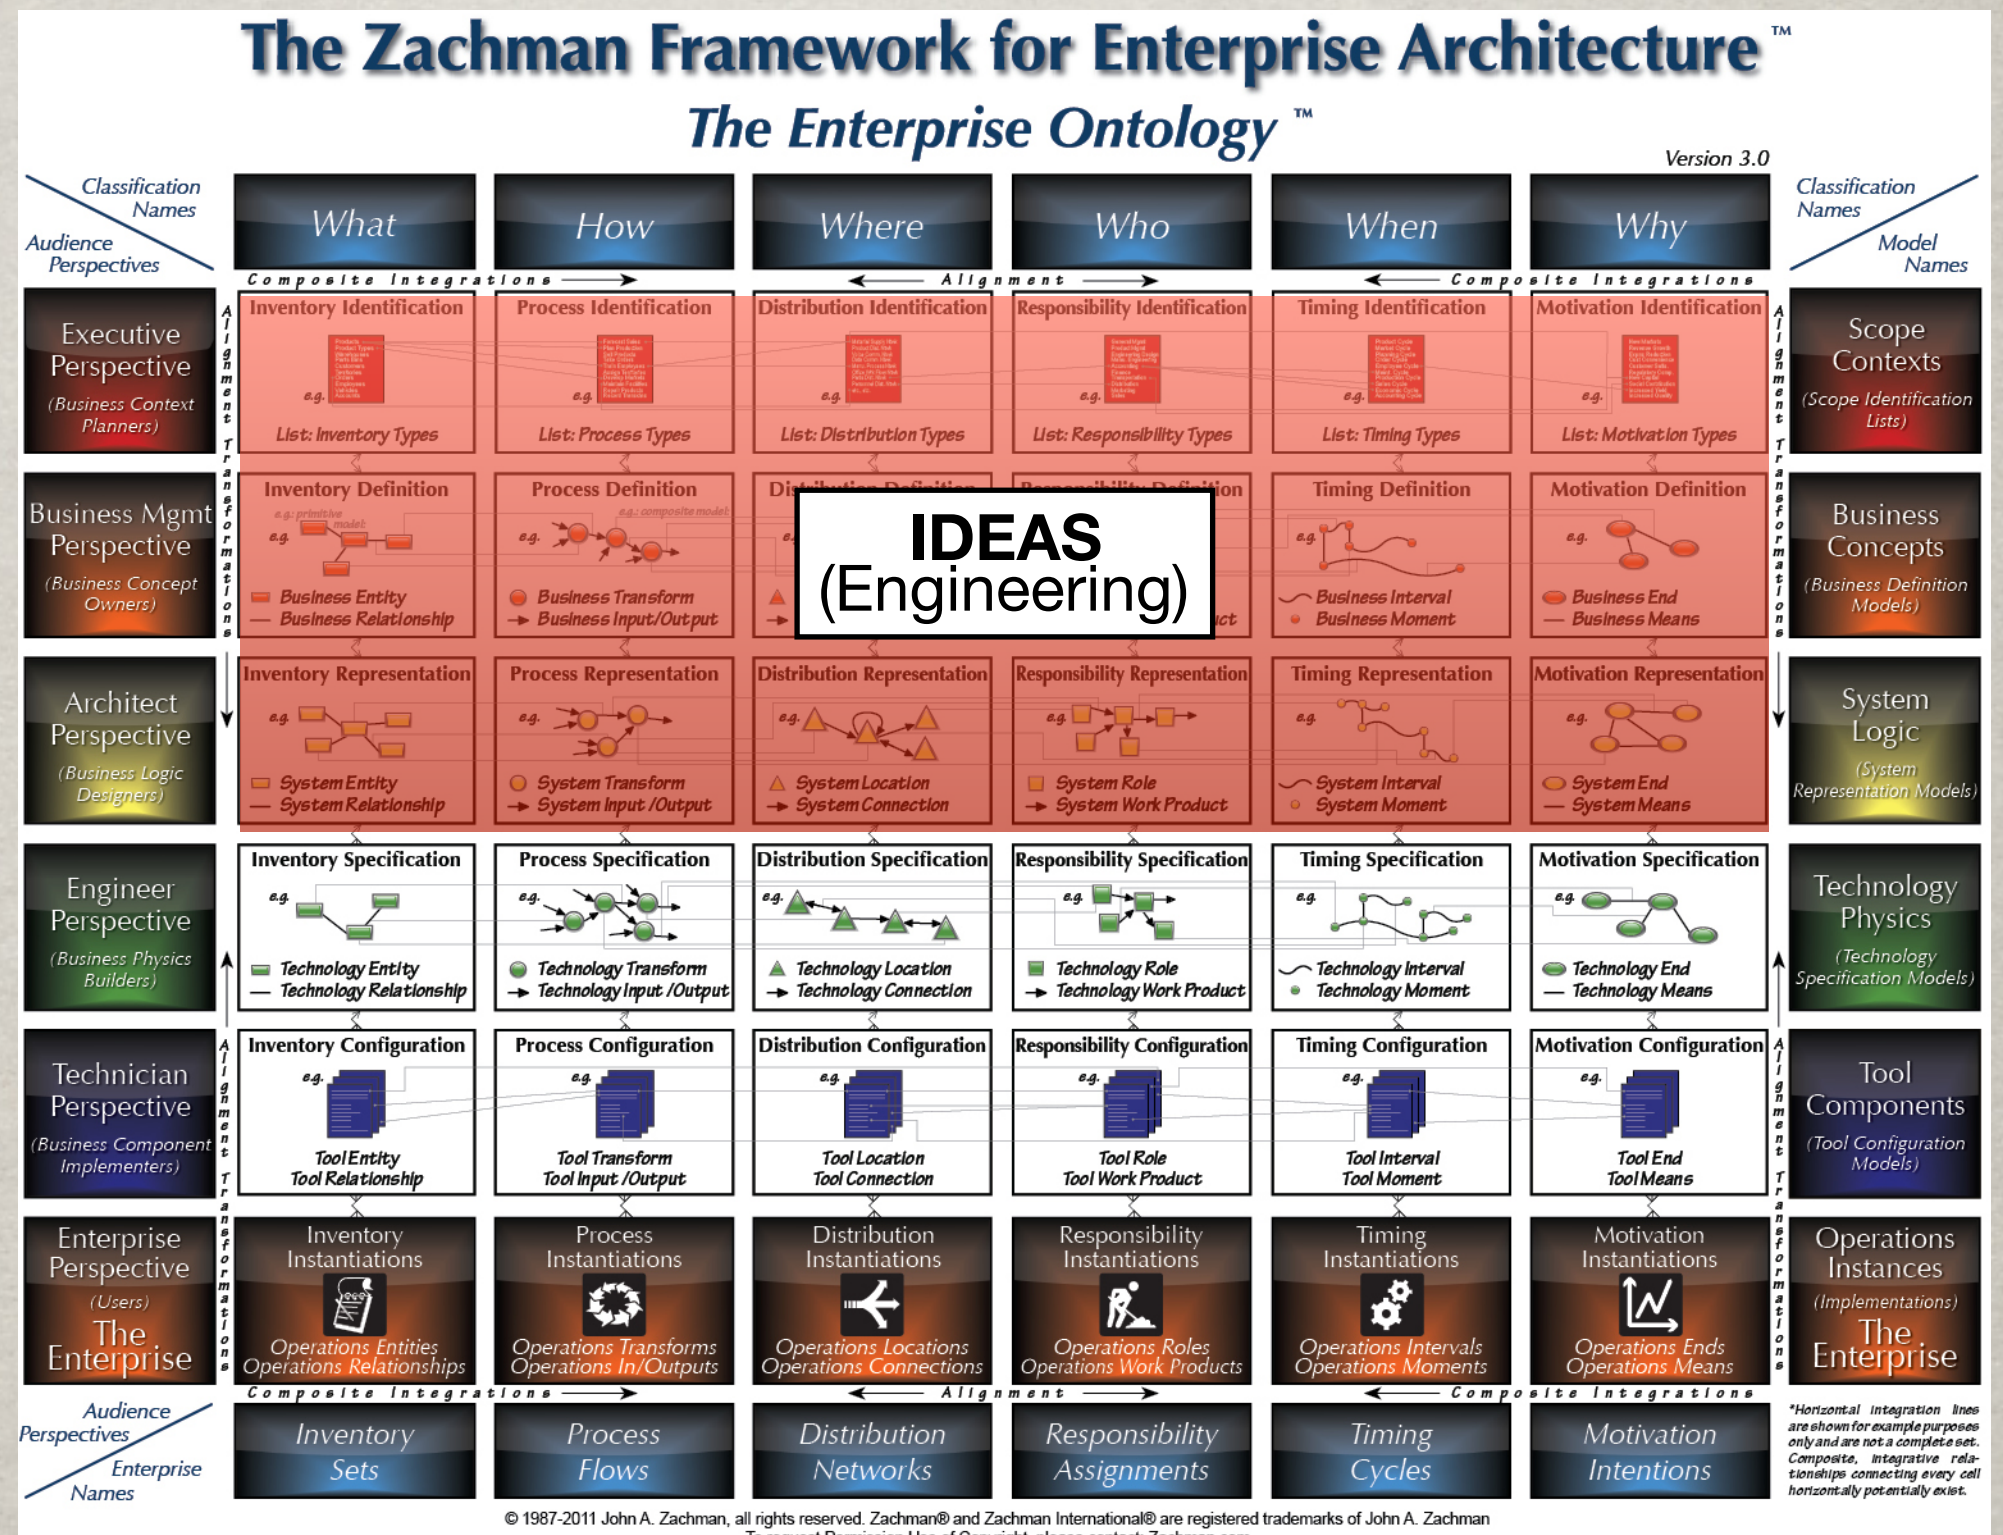 The Zachman Framework for Enterprise Architecture ™
The Enterprise Ontology ™
Version 3.0
Classification
Names
Audience
Perspectives
What
How
Where
Who
When
Why
Classification
Names
Model
Names
Composite Integrations
Alignment
Composite Integrations
Alignment Transformations
Alignment Transformations
Executive
Perspective
(Business Context
Planners)
Inventory Identification
e.g.
List: Inventory Types
Process Identification
e.g.
List: Process Types
Distribution Identification
e.g.
List: Distribution Types
Responsibility Identification
e.g.
List: Responsibility Types
Timing Identification
e.g.
List: Timing Types
Motivation Identification
e.g.
List: Motivation Types
Scope
Contexts
(Scope Identification
Lists)
Business Mgmt
Perspective
(Business Concept
Owners)
Inventory Definition
e.g.: primitive
model:
e.g.
Business Entity
Business Relationship
Process Definition
e.g.: composite model:
e.g.
Business Transform
Business Input/Output
IDEAS
(Engineering)
Timing Definition
e.g.
Business Interval
Business Moment
Motivation Definition
e.g.
Business End
Business Means
Business
Concepts
(Business Definition
Models)
Architect
Perspective
(Business Logic
Designers)
Inventory Representation
e.g.
System Entity
System Relationship
Process Representation
e.g.
System Transform
System Input /Output
Distribution Representation
e.g.
System Location
System Connection
Responsibility Representation
e.g.
System Role
System Work Product
Timing Representation
e.g.
System Interval
System Moment
Motivation Representation
e.g.
System End
System Means
System
Logic
(System
Representation Models)
Engineer
Perspective
(Business Physics
Builders)
Inventory Specification
e.g.
Technology Entity
Technology Relationship
Process Specification
e.g.
Technology Transform
Technology Input /Output
Distribution Specification
e.g.
Technology Location
Technology Connection
Responsibility Specification
e.g.
Technology Role
Technology Work Product
Timing Specification
e.g.
Technology Interval
Technology Moment
Motivation Specification
e.g.
Technology End
Technology Means
Technology
Physics
(Technology
Specification Models)
Technician
Perspective
(Business Component
Implementers)
Inventory Configuration
e.g.
Tool Entity
Tool Relationship
Process Configuration
e.g.
Tool Transform
Tool Input /Output
Distribution Configuration
e.g.
Tool Location
Tool Connection
Responsibility Configuration
e.g.
Tool Role
Tool Work Product
Timing Configuration
e.g.
Tool Interval
Tool Moment
Motivation Configuration
e.g.
Tool End
Tool Means
Tool
Components
(Tool Configuration
Models)
Alignment Transformations
Alignment Transformations
Enterprise
Perspective
(Users)
The
Enterprise
Inventory
Instantiations
Operations Entities
Operations Relationships
Process
Instantiations
Operations Transforms
Operations In/Outputs
Distribution
Instantiations
Operations Locations
Operations Connections
Responsibility
Instantiations
Operations Roles
Operations Work Products
Timing
Instantiations
Operations Intervals
Operations Moments
Motivation
Instantiations
Operations Ends
Operations Means
Operations
Instances
(Implementations)
The
Enterprise
Composite Integrations
Alignment
Composite Integrations
Audience
Perspectives
Enterprise
Names
Inventory
Sets
Process
Flows
Distribution
Networks
Responsibility
Assignments
Timing
Cycles
Motivation
Intentions
*Horizontal integration lines
are shown for example purposes
only and are not a complete set.
Composite, integrative rela-
tionships connecting every cell
horizontally potentially exist.
© 1987-2011 John A. Zachman, all rights reserved. Zachman® and Zachman International® are registered trademarks of John A. Zachman